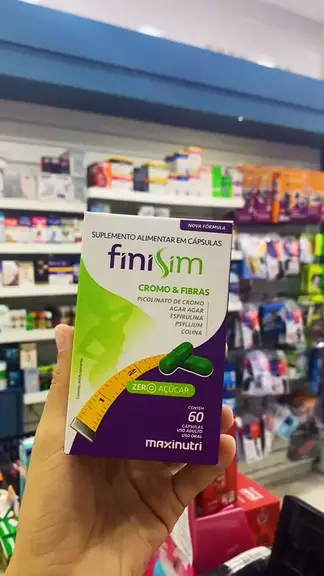 NOVA FÓRMULA
SUPLEMENTO ALIMENTAR EM CÁPSULAS
finisim
CROMO & FIBRAS
PICOLINATO DE CROMO
AGAR AGAR
ESPIRULINA
PSYLLIUM
COLINA
ZERO AÇÚCAR
CONTÉM
60
CÁPSULAS
USO ADULTO
USO ORAL
maxinutri